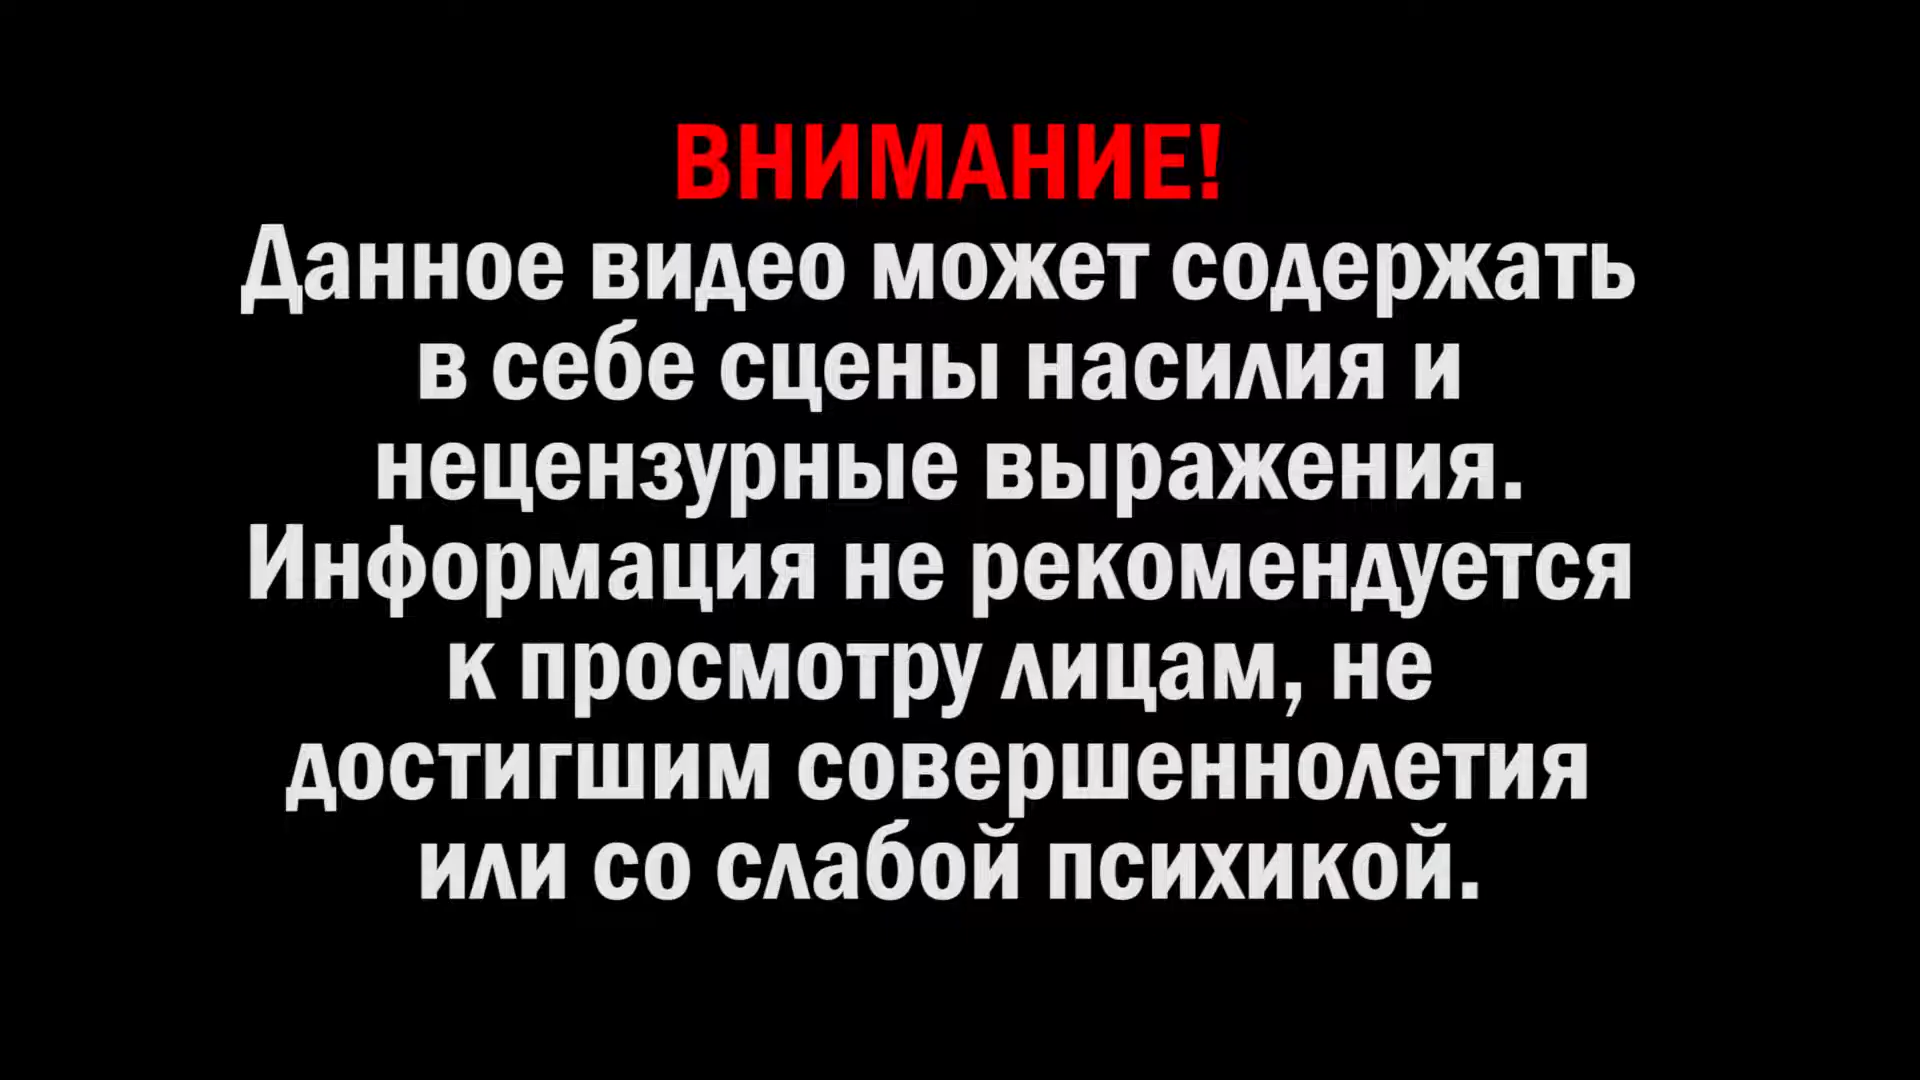 ВНИМАНИЕ!
Данное видео может содержать
в себе сцены насилия и
нецензурные выражения.
Информация не рекомендуется
к просмотру лицам, не
достигшим совершеннолетия
или со слабой психикой.